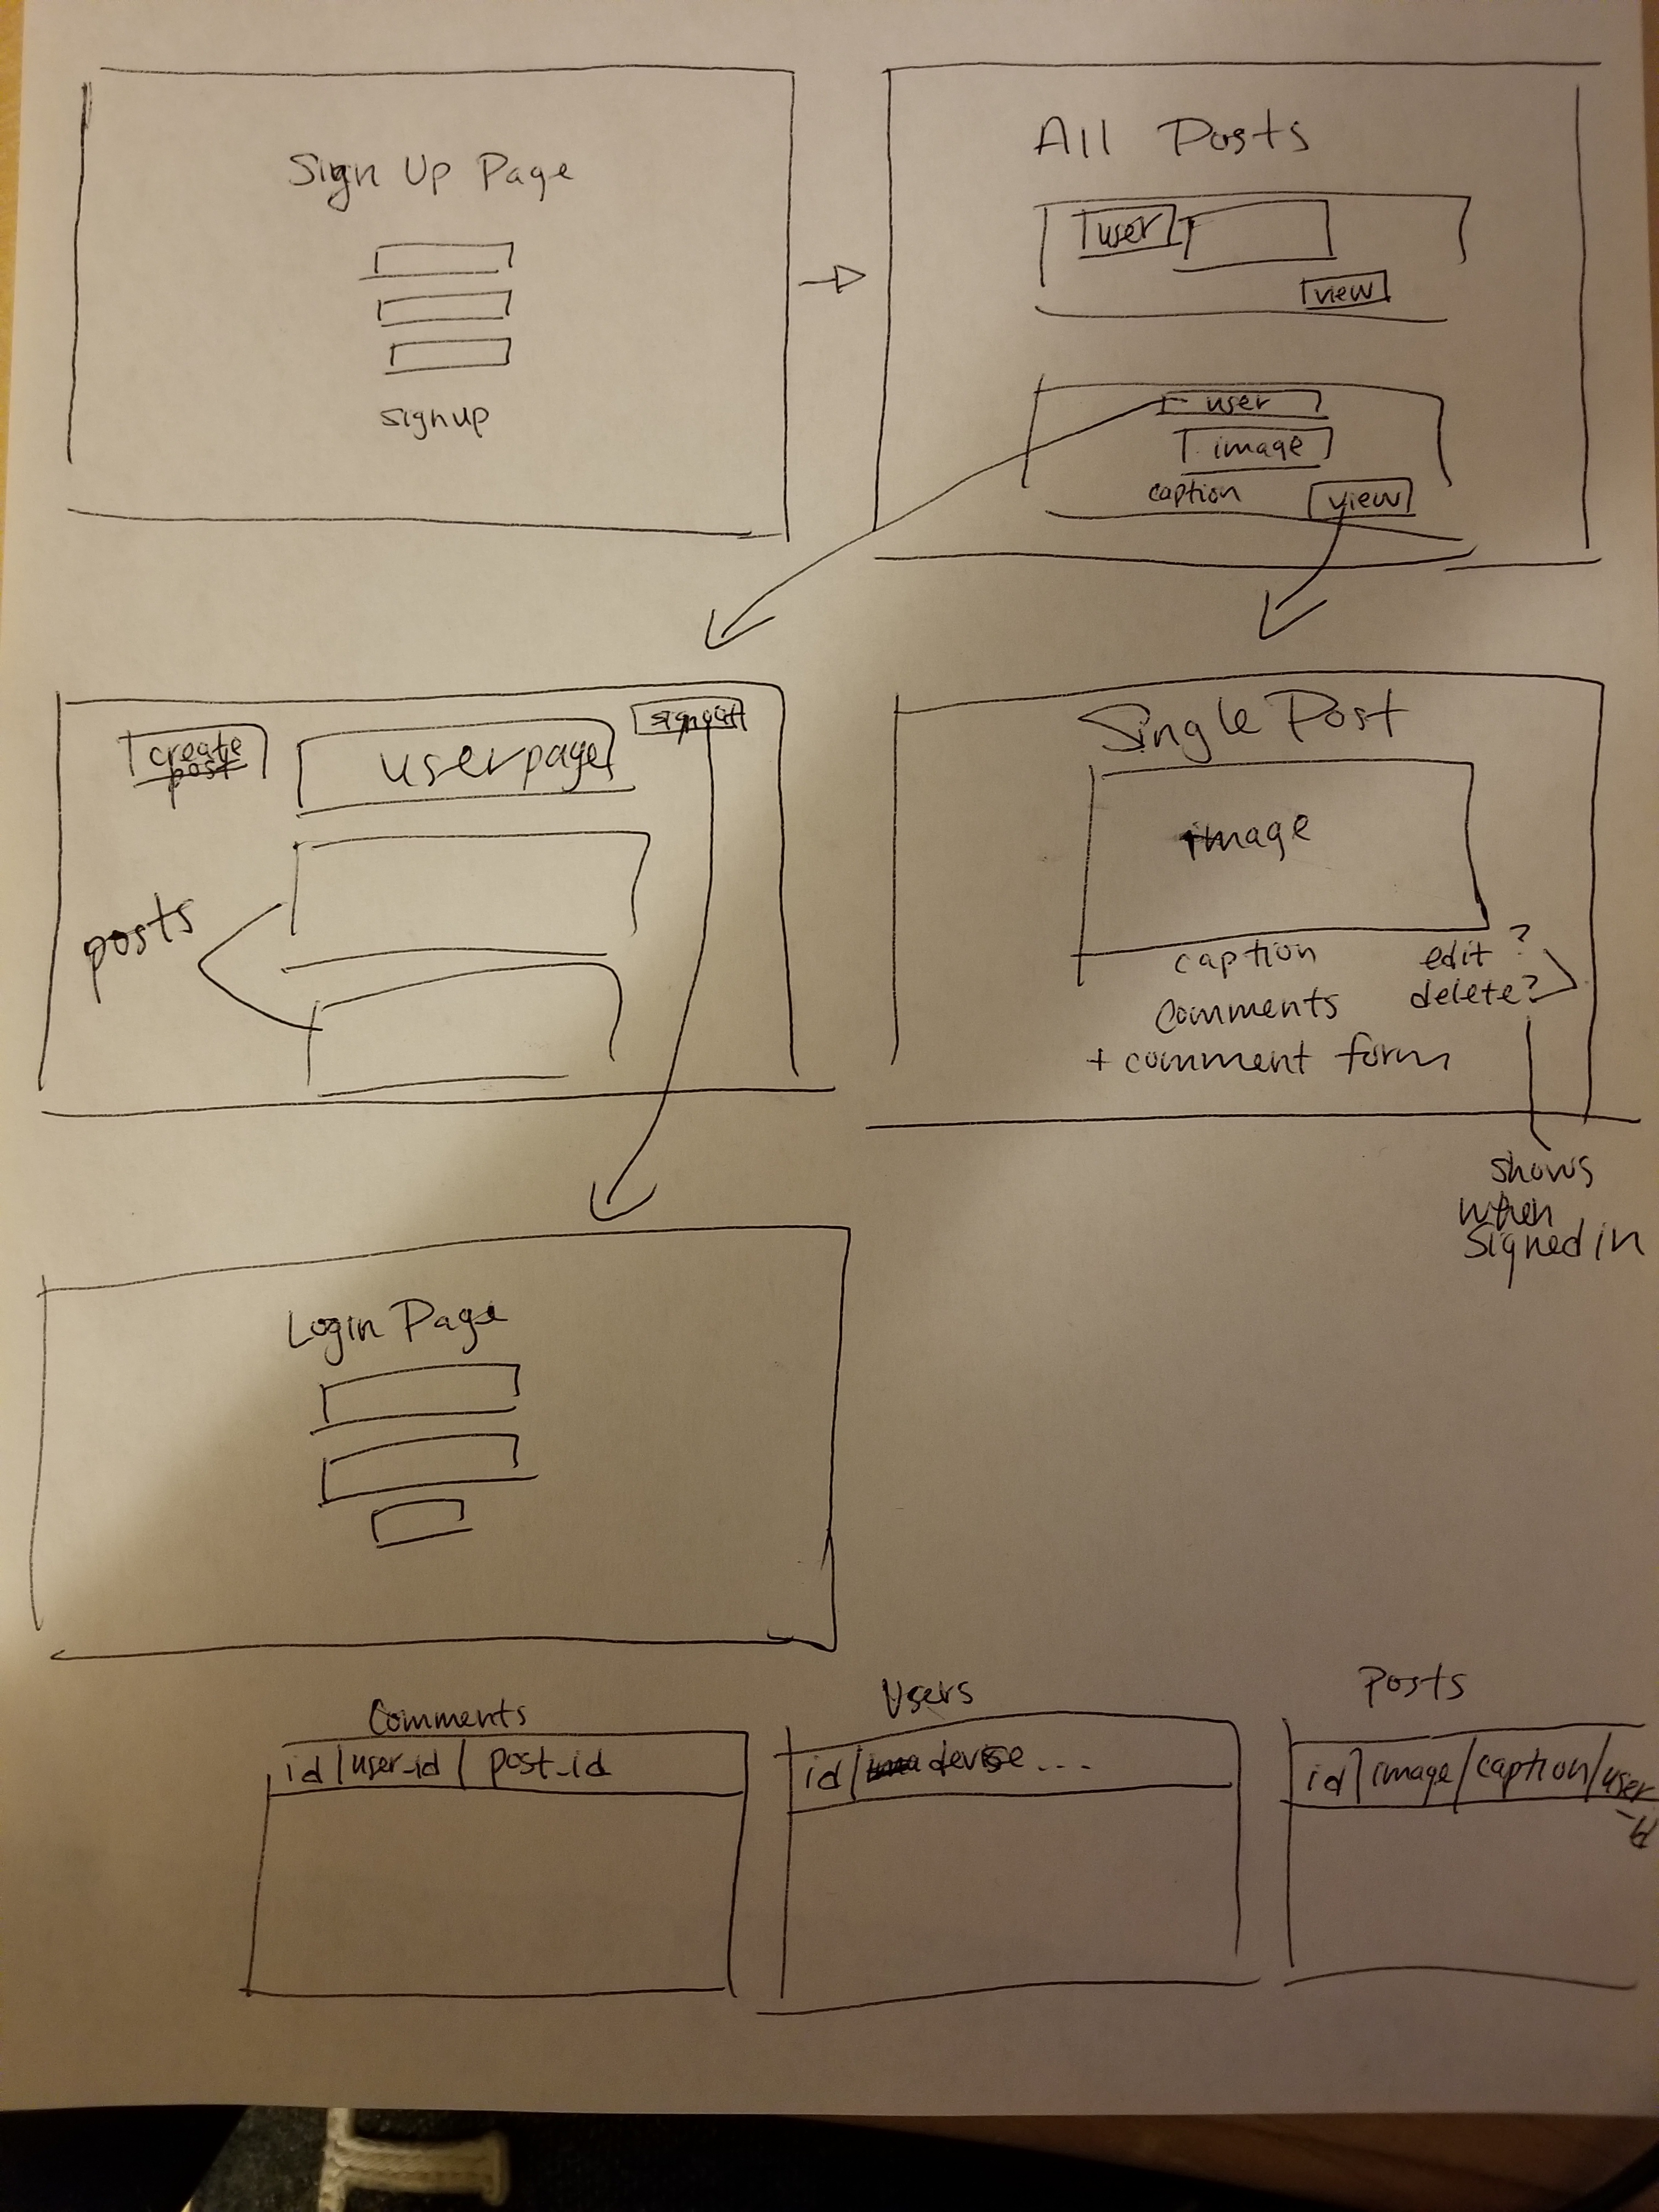 Sign Up Page
signup
All Posts
user
view
user
image
caption
view
create
post
userpage
signout
posts
Single Post
image
caption
edit ?
delete?
Comments
+ comment form
shows
when
Signed in
Login Page
Comments
id | user_id | post_id
Users
id | devise ...
Posts
id | image / caption / user
_id